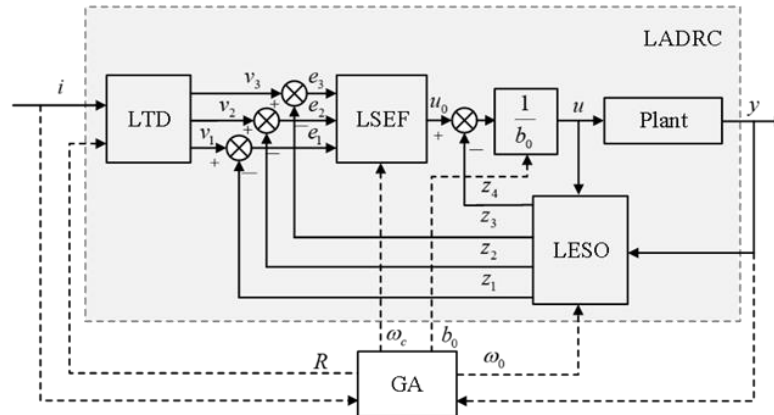 LADRC
i
LTD
v₃
+
e₃
v₂
+
e₂
v₁
+
e₁
−
−
−
LSEF
u₀
+
−
1
b₀
u
Plant
y
z₄
z₃
z₂
z₁
LESO
R
ω_c
b₀
ω₀
GA